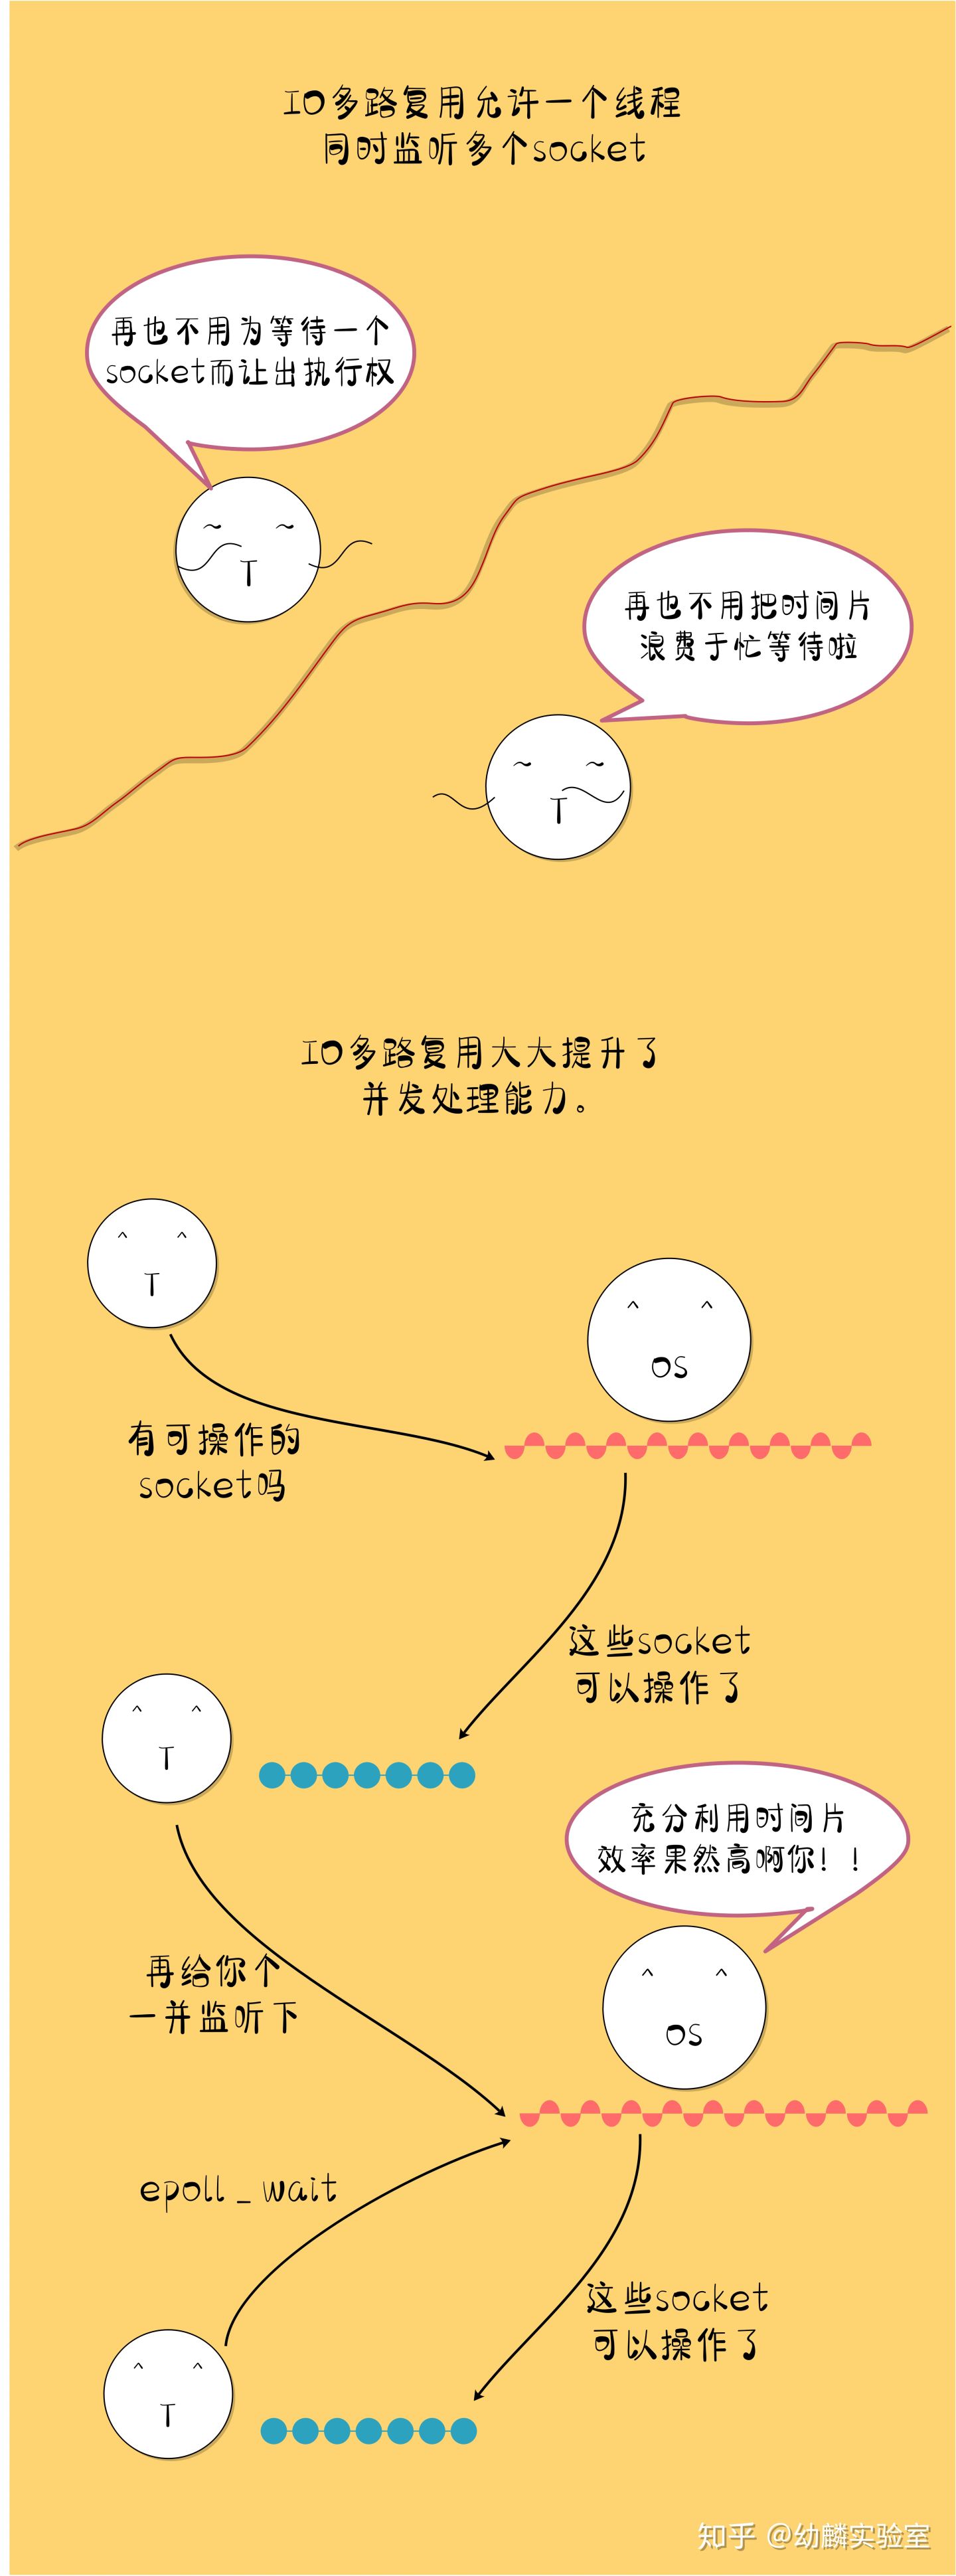 IO多路复用允许一个线程
同时监听多个socket
再也不用为等待一个
socket而让出执行权
T
再也不用把时间片
浪费于忙等待啦
T
IO多路复用大大提升了
并发处理能力。
T
OS
有可操作的
socket吗
这些socket
可以操作了
T
充分利用时间片
效率果然高啊你！！
再给你个
一并监听下
OS
epoll_wait
这些socket
可以操作了
T
知乎 @幼麟实验室